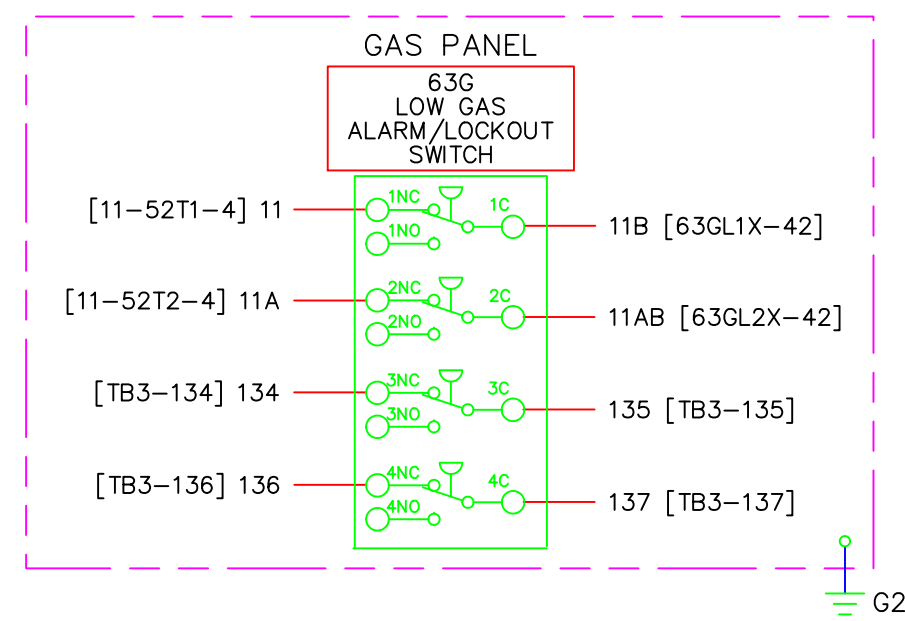 GAS PANEL
63G
LOW GAS
ALARM/LOCKOUT
SWITCH
[11-52T1-4] 11
1NC
1C
1NO
11B [63GL1X-42]
[11-52T2-4] 11A
2NC
2C
2NO
11AB [63GL2X-42]
[TB3-134] 134
3NC
3C
3NO
135 [TB3-135]
[TB3-136] 136
4NC
4C
4NO
137 [TB3-137]
G2